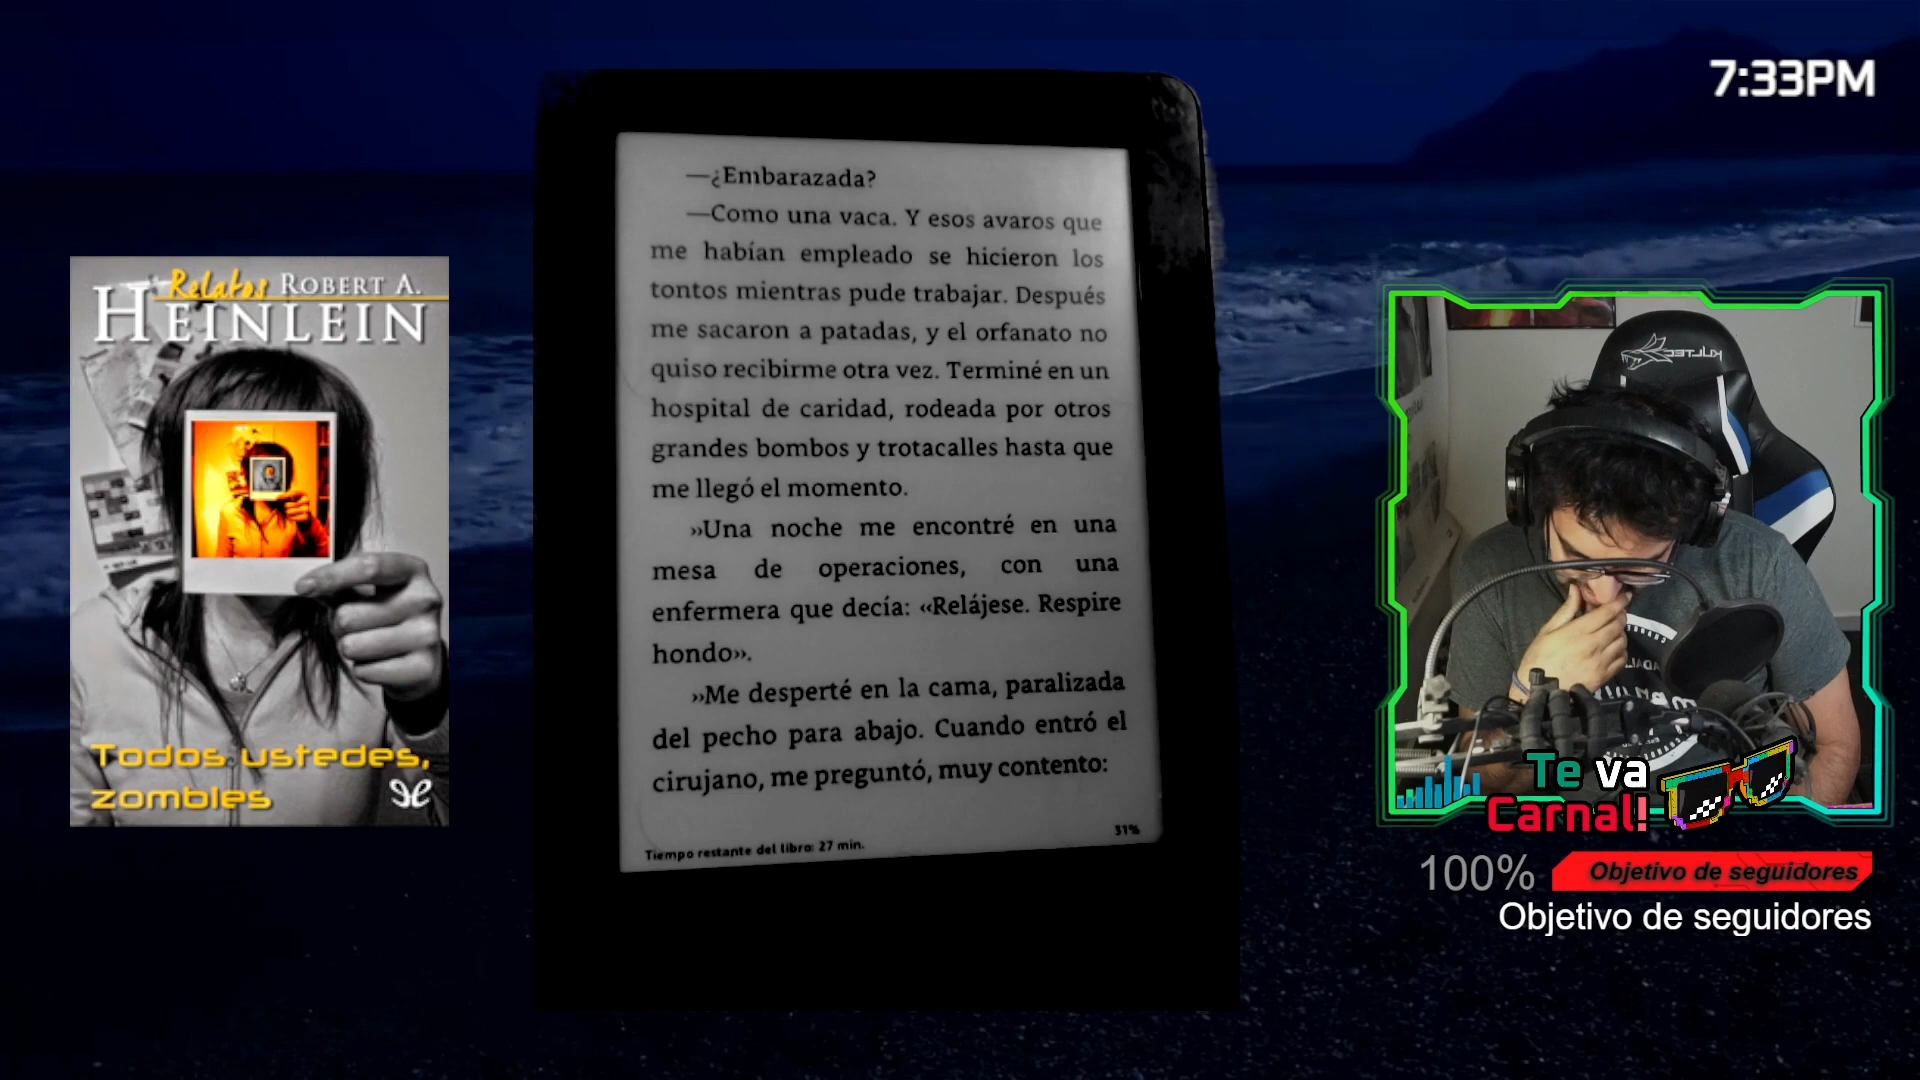 7:33PM
Relatos ROBERT A.
HEINLEIN
Todos ustedes,
zombies
—¿Embarazada?
—Como una vaca. Y esos avaros que
me habían empleado se hicieron los
tontos mientras pude trabajar. Después
me sacaron a patadas, y el orfanato no
quiso recibirme otra vez. Terminé en un
hospital de caridad, rodeada por otros
grandes bombos y trotacalles hasta que
me llegó el momento.
»Una noche me encontré en una
mesa de operaciones, con una
enfermera que decía: «Relájese. Respire
hondo».
»Me desperté en la cama, paralizada
del pecho para abajo. Cuando entró el
cirujano, me preguntó, muy contento:
Tiempo restante del libro: 27 min.
31%
Te va
Carnal!
100%
Objetivo de seguidores
Objetivo de seguidores